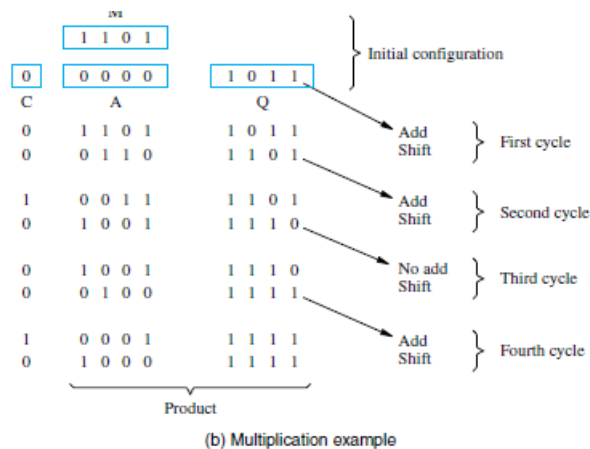 M
1 1 0 1
Initial configuration
0 0 0 0 0 1 0 1 1
C A Q
0 1 1 0 1 1 0 1 1 Add
First cycle
0 0 1 1 0 1 1 0 1 Shift
1 0 0 1 1 1 1 0 1 Add
Second cycle
0 1 0 0 1 1 1 1 0 Shift
0 1 0 0 1 1 1 1 0 No add
Third cycle
0 0 1 0 0 1 1 1 1 Shift
1 0 0 0 1 1 1 1 1 Add
Fourth cycle
0 1 0 0 0 1 1 1 1 Shift
Product
(b) Multiplication example